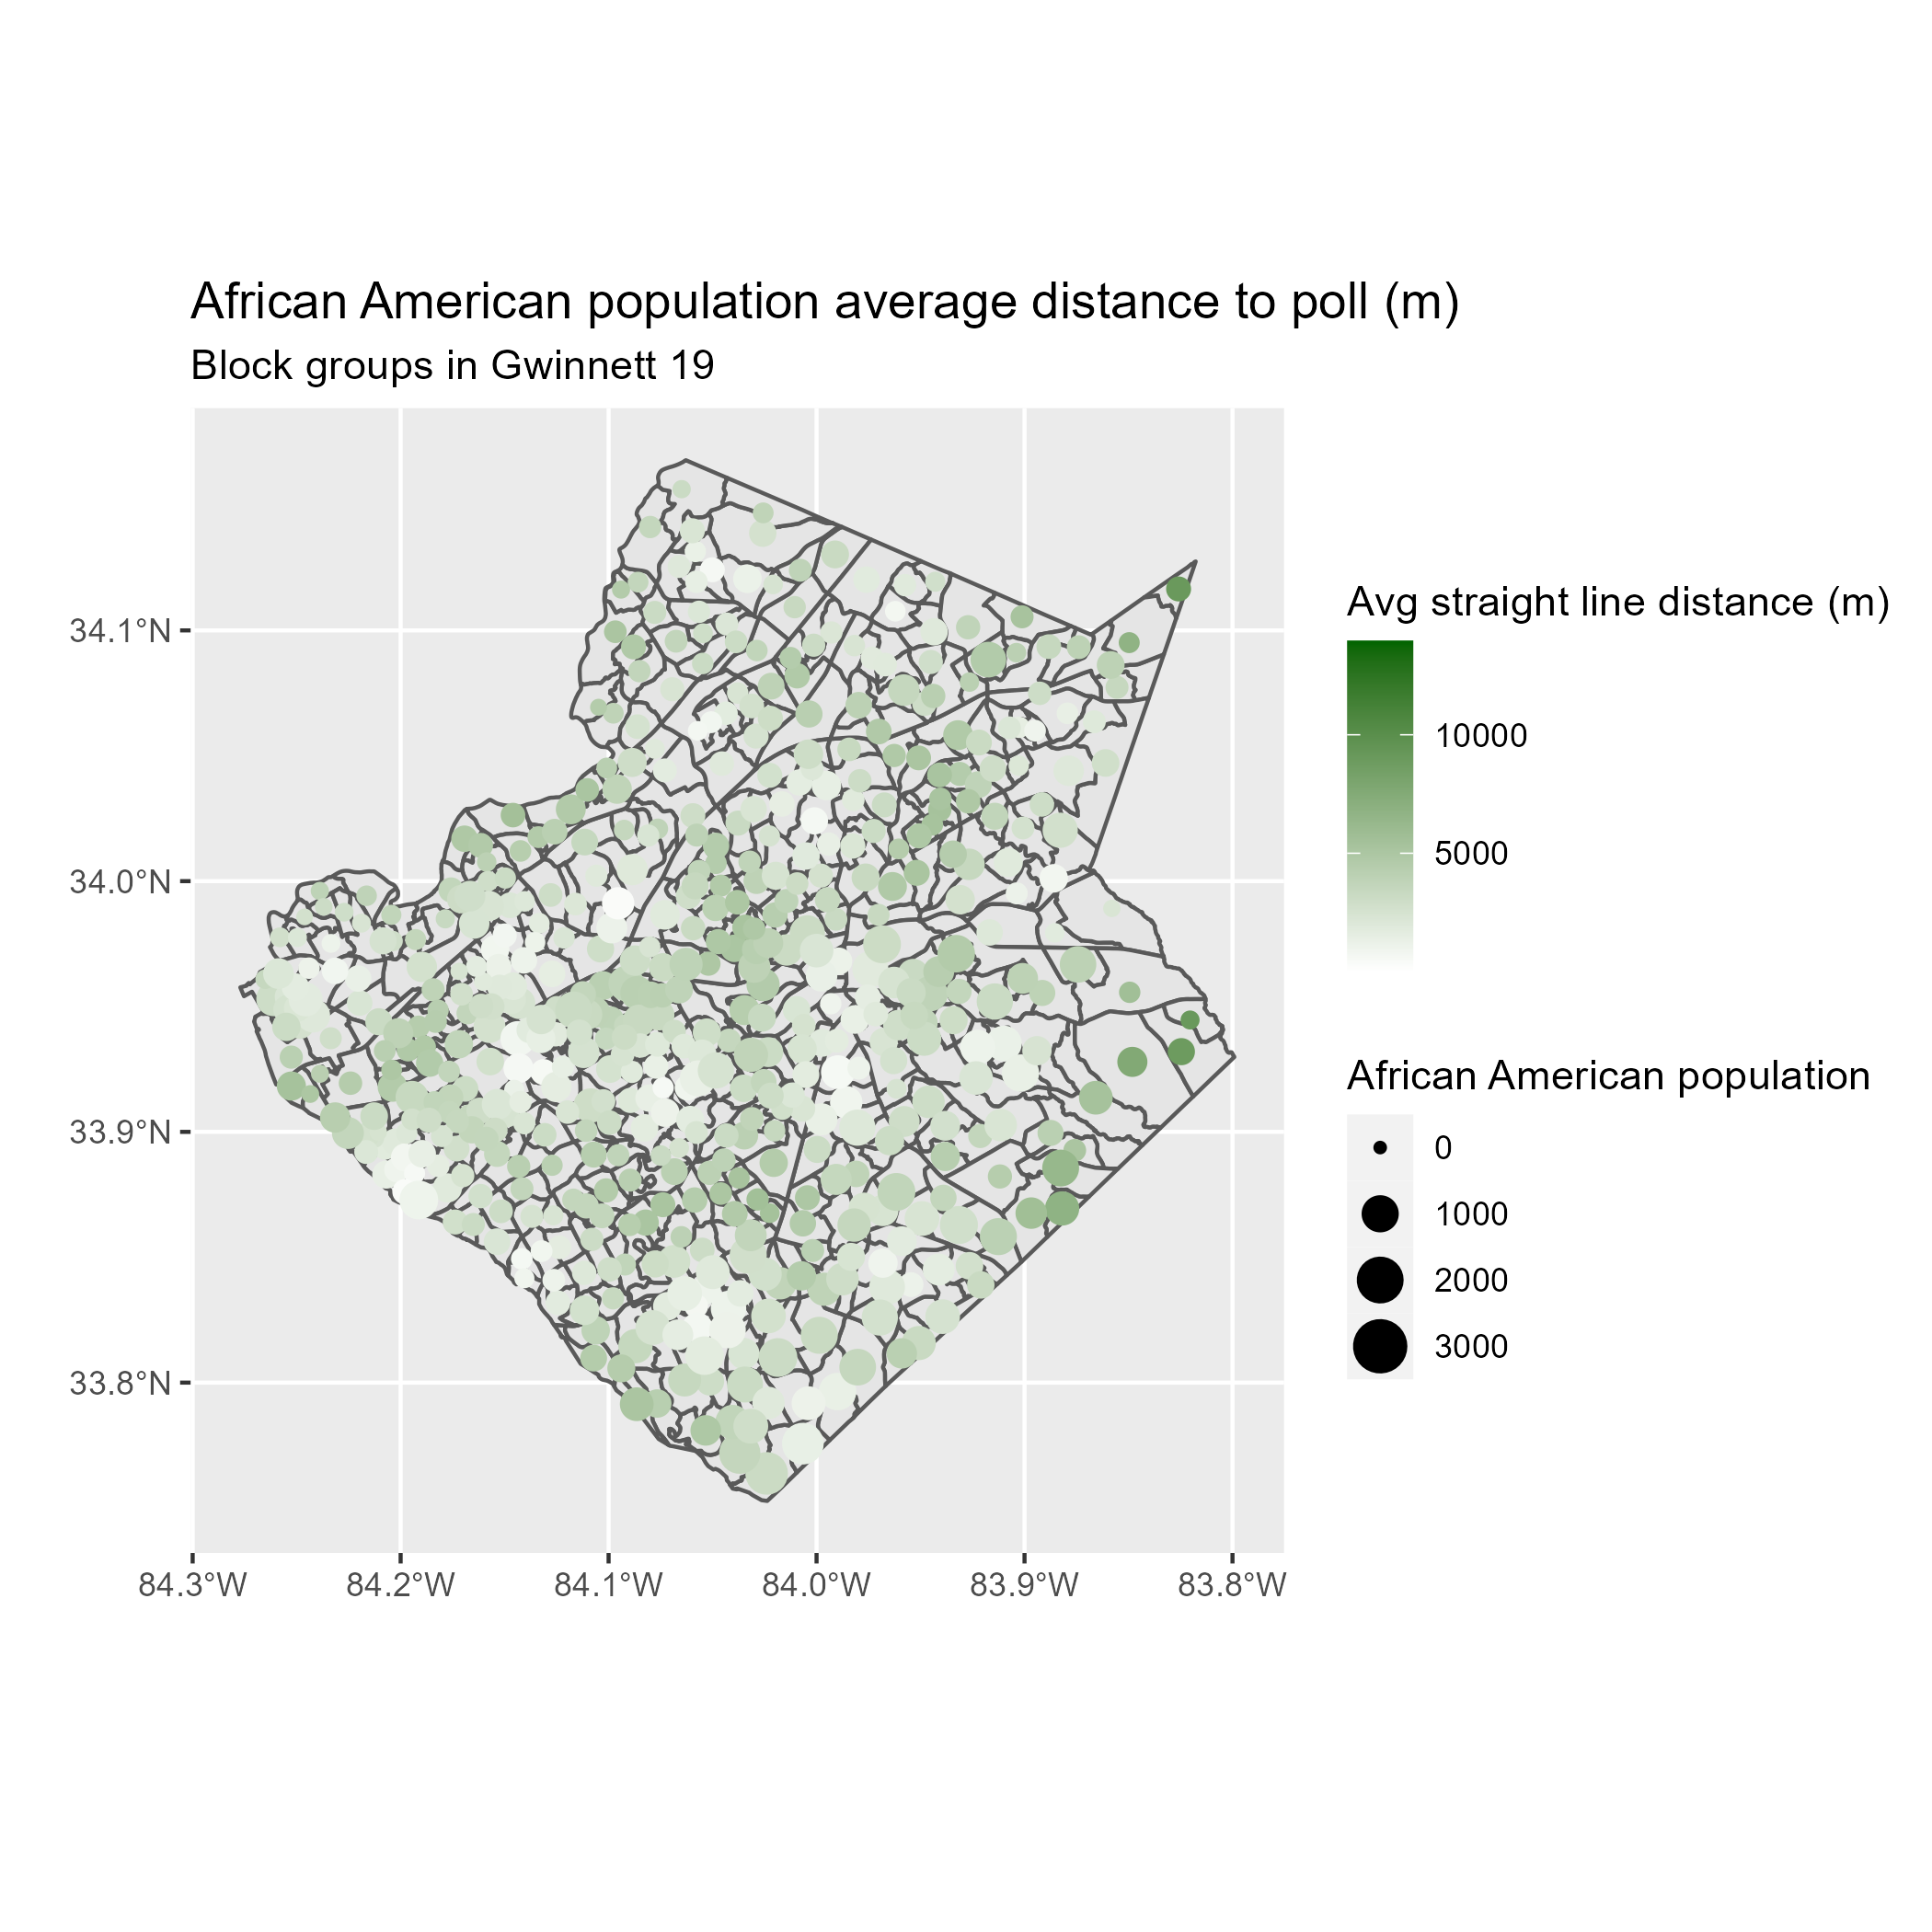 African American population average distance to poll (m)
Block groups in Gwinnett 19
34.1°N
34.0°N
33.9°N
33.8°N
84.3°W
84.2°W
84.1°W
84.0°W
83.9°W
83.8°W
Avg straight line distance (m)
10000
5000
African American population
0
1000
2000
3000